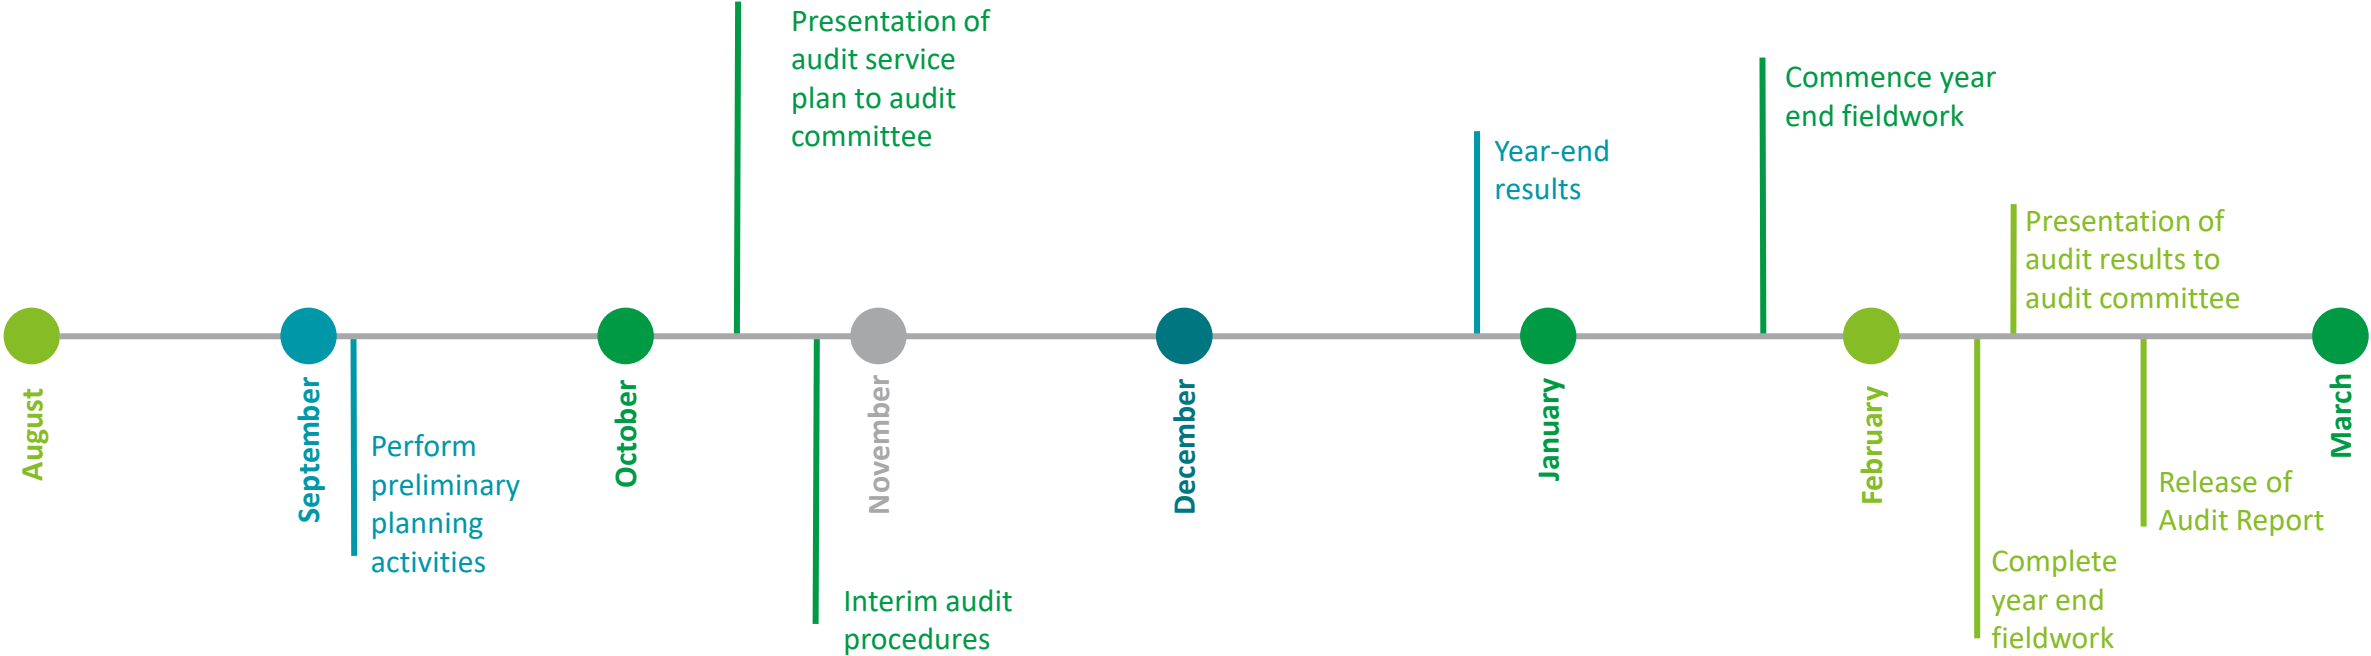 Presentation of
audit service
plan to audit
committee
Commence year
end fieldwork
Year-end
results
Presentation of
audit results to
audit committee
August
September
October
November
December
January
February
March
Perform
preliminary
planning
activities
Interim audit
procedures
Release of
Audit Report
Complete
year end
fieldwork